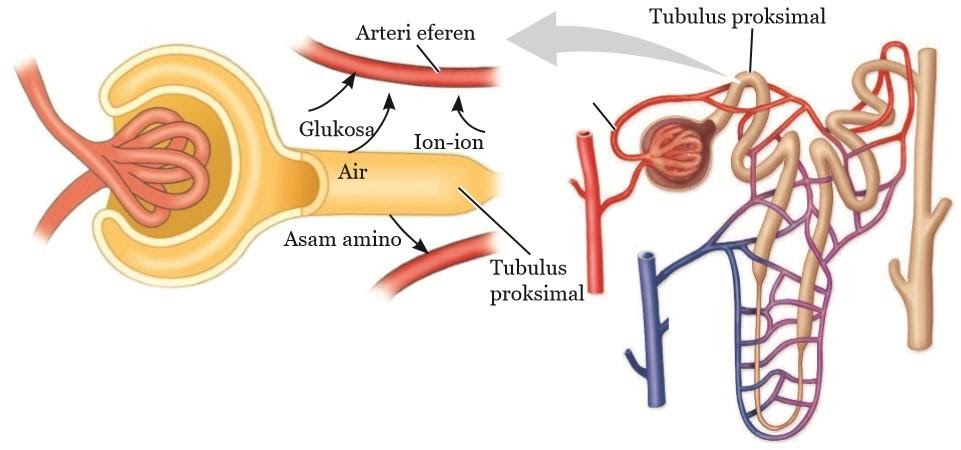 Tubulus proksimal
Arteri eferen
Glukosa
Ion-ion
Air
Asam amino
Tubulus
proksimal